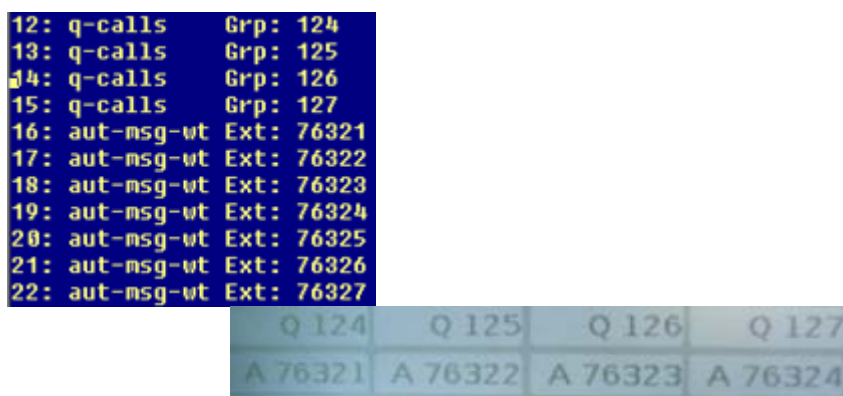 12: q-calls Grp: 124
13: q-calls Grp: 125
14: q-calls Grp: 126
15: q-calls Grp: 127
16: aut-msg-wt Ext: 76321
17: aut-msg-wt Ext: 76322
18: aut-msg-wt Ext: 76323
19: aut-msg-wt Ext: 76324
20: aut-msg-wt Ext: 76325
21: aut-msg-wt Ext: 76326
22: aut-msg-wt Ext: 76327
Q 124 Q 125 Q 126 Q 127
A 76321 A 76322 A 76323 A 76324